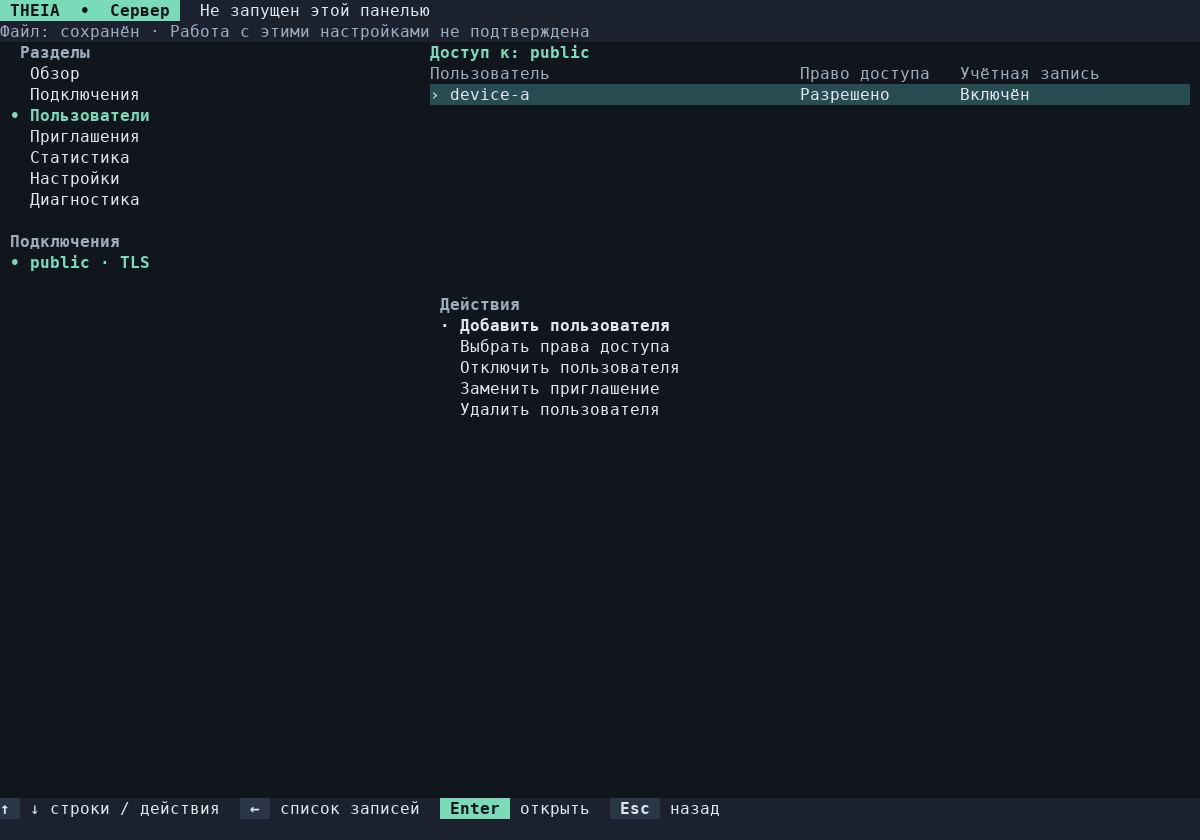 THEIA • Сервер Не запущен этой панелью
Файл: сохранён · Работа с этими настройками не подтверждена
Разделы
Обзор
Подключения
• Пользователи
Приглашения
Статистика
Настройки
Диагностика
Подключения
• public · TLS
Доступ к: public
Пользователь Право доступа Учётная запись
› device-a Разрешено Включён
Действия
· Добавить пользователя
Выбрать права доступа
Отключить пользователя
Заменить приглашение
Удалить пользователя
↑ ↓ строки / действия ← список записей Enter открыть Esc назад